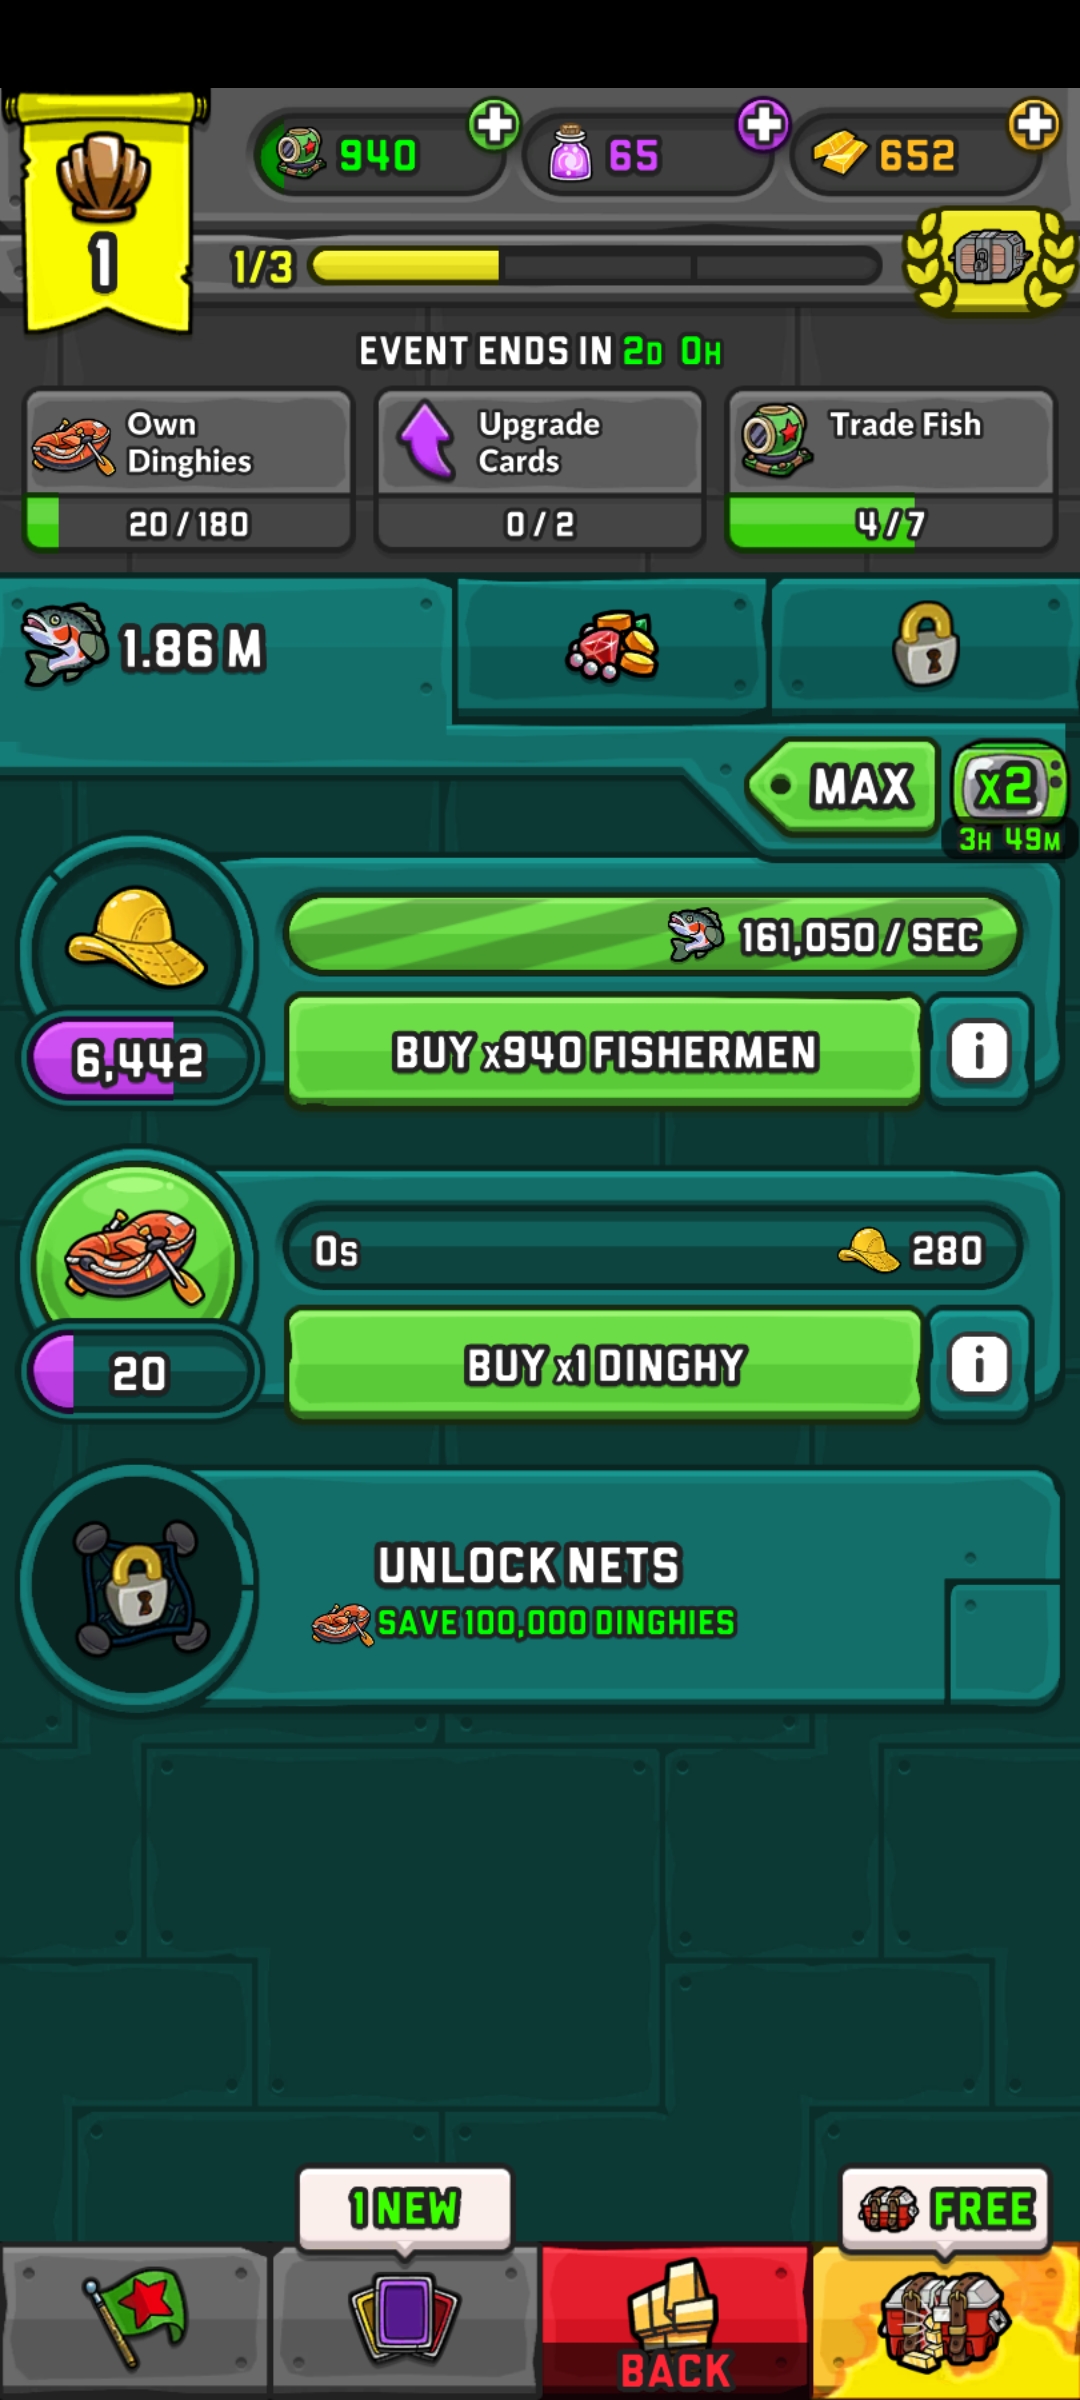 940
65
652
1
1/3
EVENT ENDS IN 2D 0H
Own
Dinghies
20 / 180
Upgrade
Cards
0 / 2
Trade Fish
4 / 7
1.86 M
MAX
x2
3H 49M
161,050 / SEC
6,442
BUY x940 FISHERMEN
i
0s
280
20
BUY x1 DINGHY
i
UNLOCK NETS
SAVE 100,000 DINGHIES
1 NEW
FREE
BACK